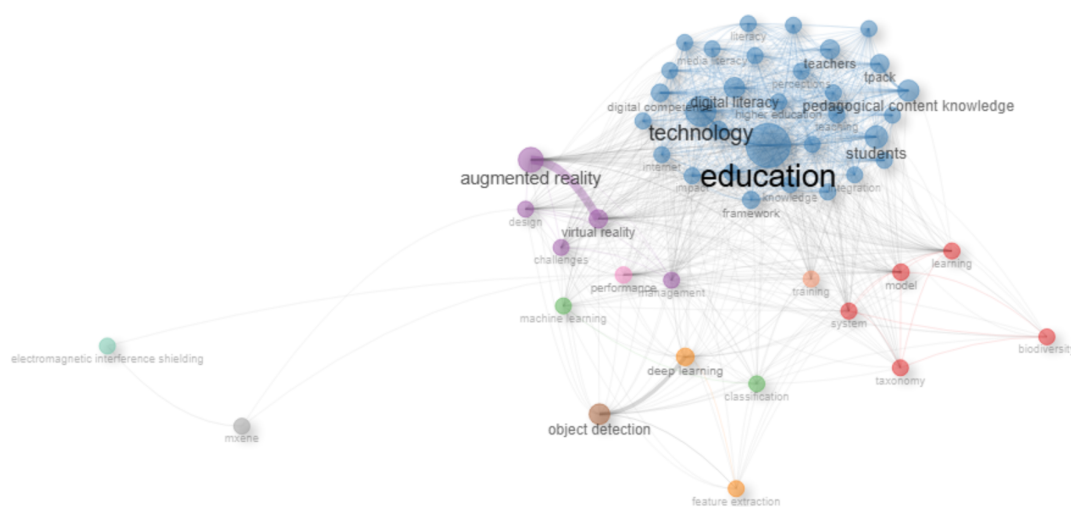 literacy
media literacy
teachers
perceptions
tpack
digital competence
digital literacy
higher education
pedagogical content knowledge
teaching
technology
students
internet
augmented reality
impact
education
integration
knowledge
framework
design
virtual reality
challenges
learning
model
performance
management
training
machine learning
system
biodiversity
electromagnetic interference shielding
deep learning
taxonomy
classification
object detection
mxene
feature extraction